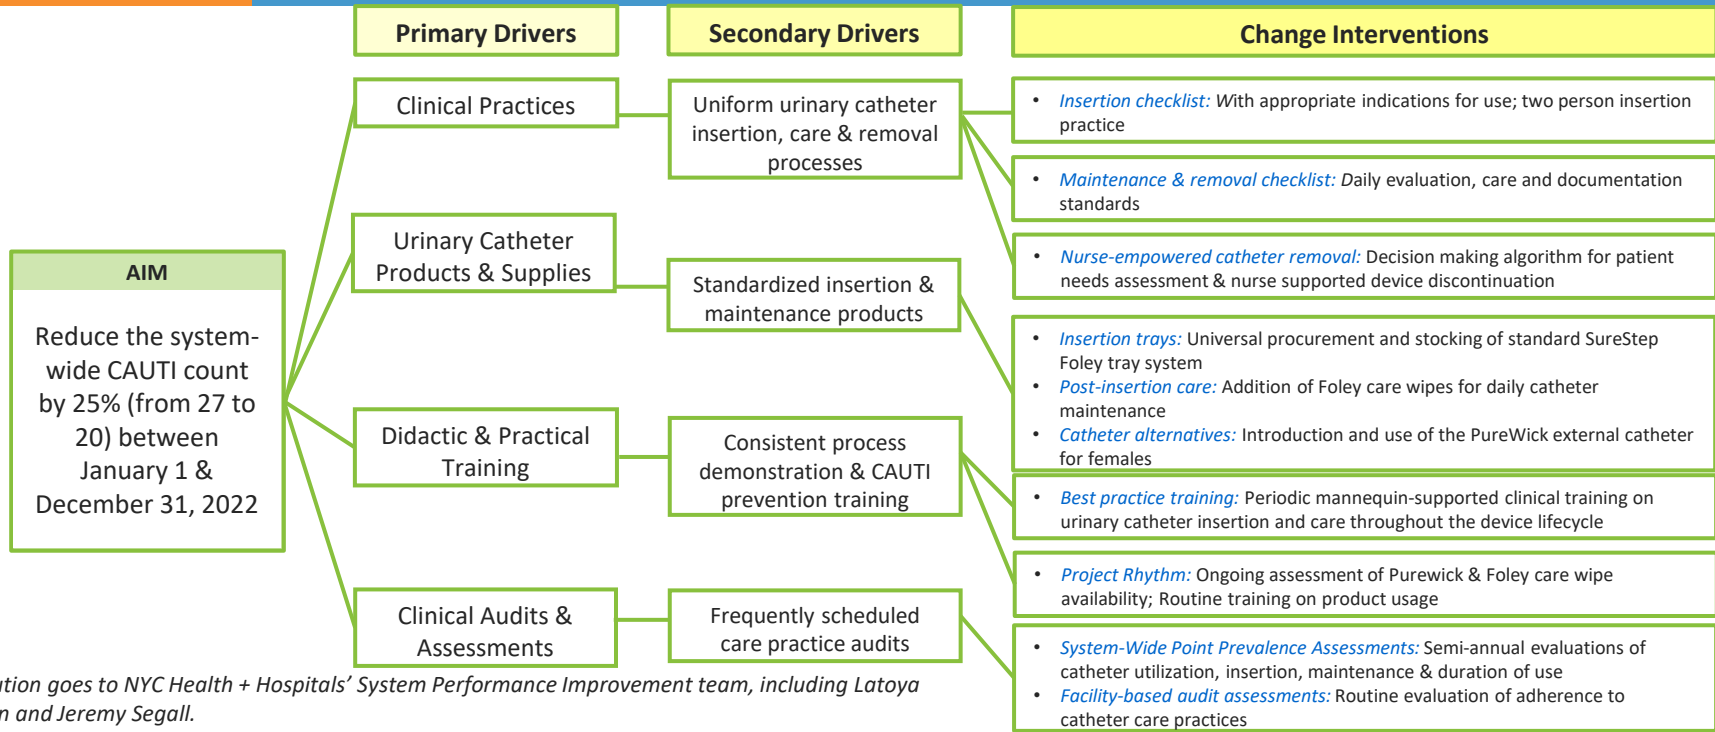 Primary Drivers
Secondary Drivers
Change Interventions
AIM
Reduce the system-
wide CAUTI count
by 25% (from 27 to
20) between
January 1 &
December 31, 2022
Clinical Practices
Urinary Catheter
Products & Supplies
Didactic & Practical
Training
Clinical Audits &
Assessments
Uniform urinary catheter
insertion, care & removal
processes
Standardized insertion &
maintenance products
Consistent process
demonstration & CAUTI
prevention training
Frequently scheduled
care practice audits
• Insertion checklist: With appropriate indications for use; two person insertion
practice
• Maintenance & removal checklist: Daily evaluation, care and documentation
standards
• Nurse-empowered catheter removal: Decision making algorithm for patient
needs assessment & nurse supported device discontinuation
• Insertion trays: Universal procurement and stocking of standard SureStep
Foley tray system
• Post-insertion care: Addition of Foley care wipes for daily catheter
maintenance
• Catheter alternatives: Introduction and use of the PureWick external catheter
for females
• Best practice training: Periodic mannequin-supported clinical training on
urinary catheter insertion and care throughout the device lifecycle
• Project Rhythm: Ongoing assessment of Purewick & Foley care wipe
availability; Routine training on product usage
• System-Wide Point Prevalence Assessments: Semi-annual evaluations of
catheter utilization, insertion, maintenance & duration of use
• Facility-based audit assessments: Routine evaluation of adherence to
catheter care practices
goes to NYC Health + Hospitals' System Performance Improvement team, including Latoya
and Jeremy Segall.